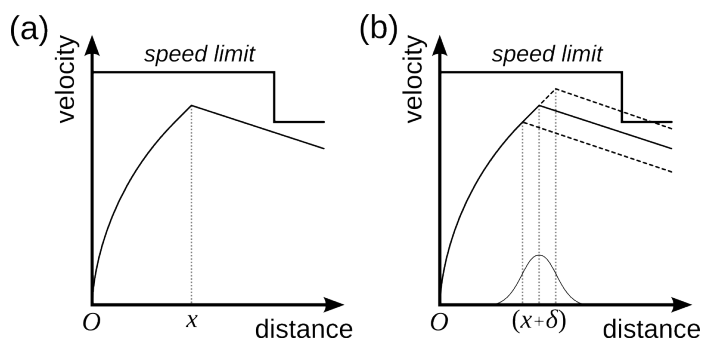 (a)
velocity
speed limit
O
x
distance
(b)
velocity
speed limit
O
(x+δ)
distance